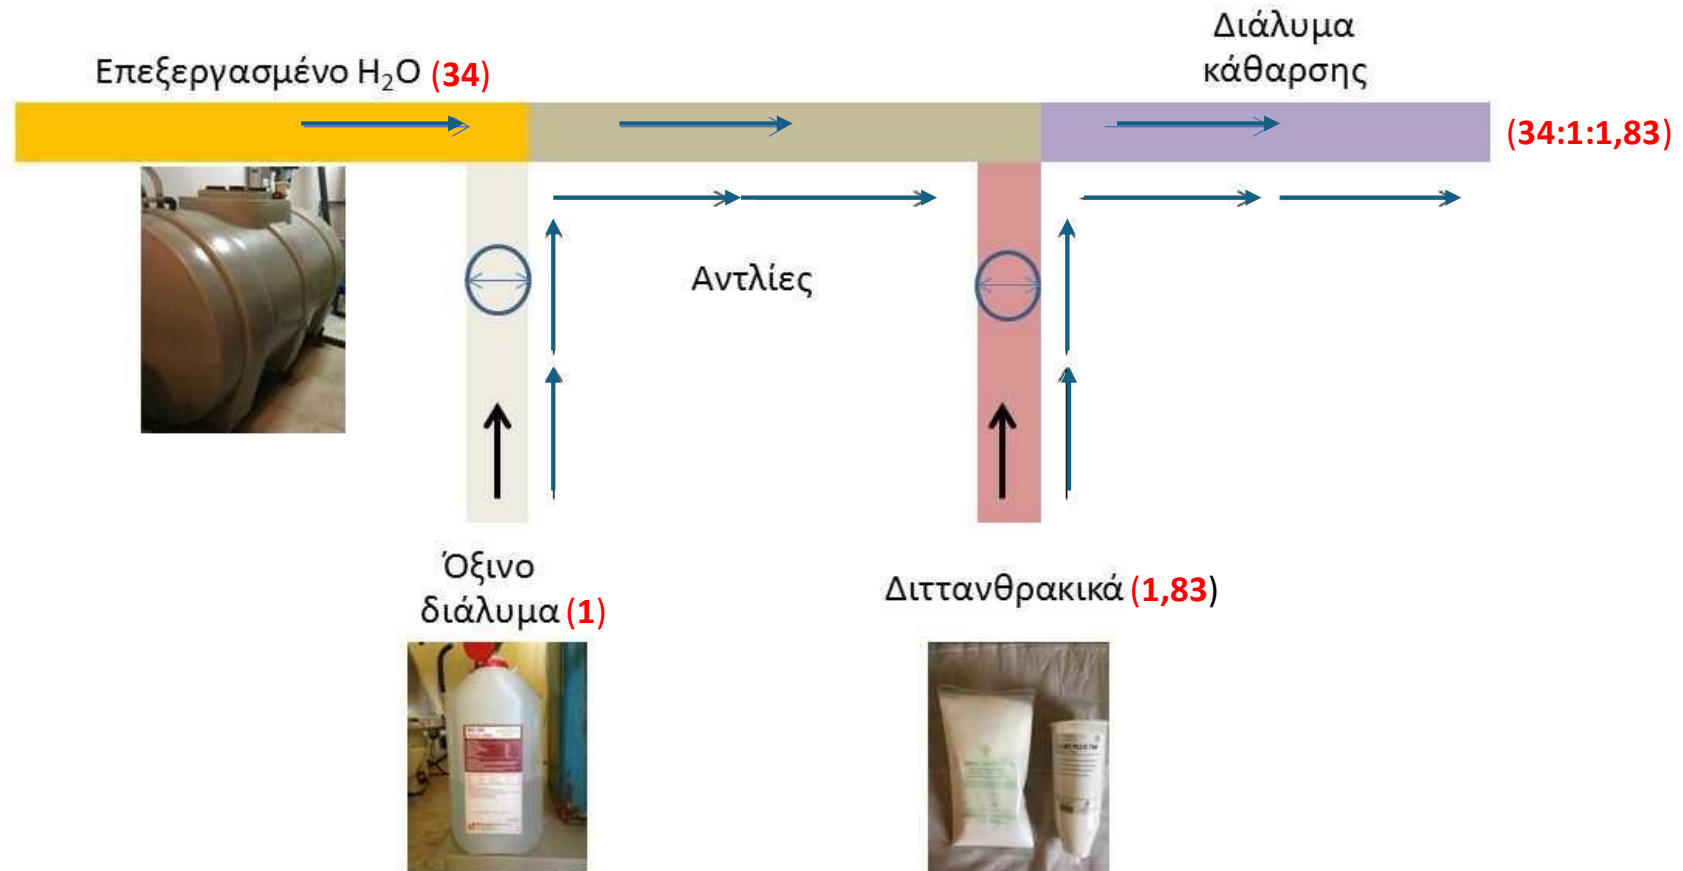 Διάλυμα
κάθαρσης
Επεξεργασμένο H₂O (34)
(34:1:1,83)
Αντλίες
Όξινο
διάλυμα (1)
Διττανθρακικά (1,83)